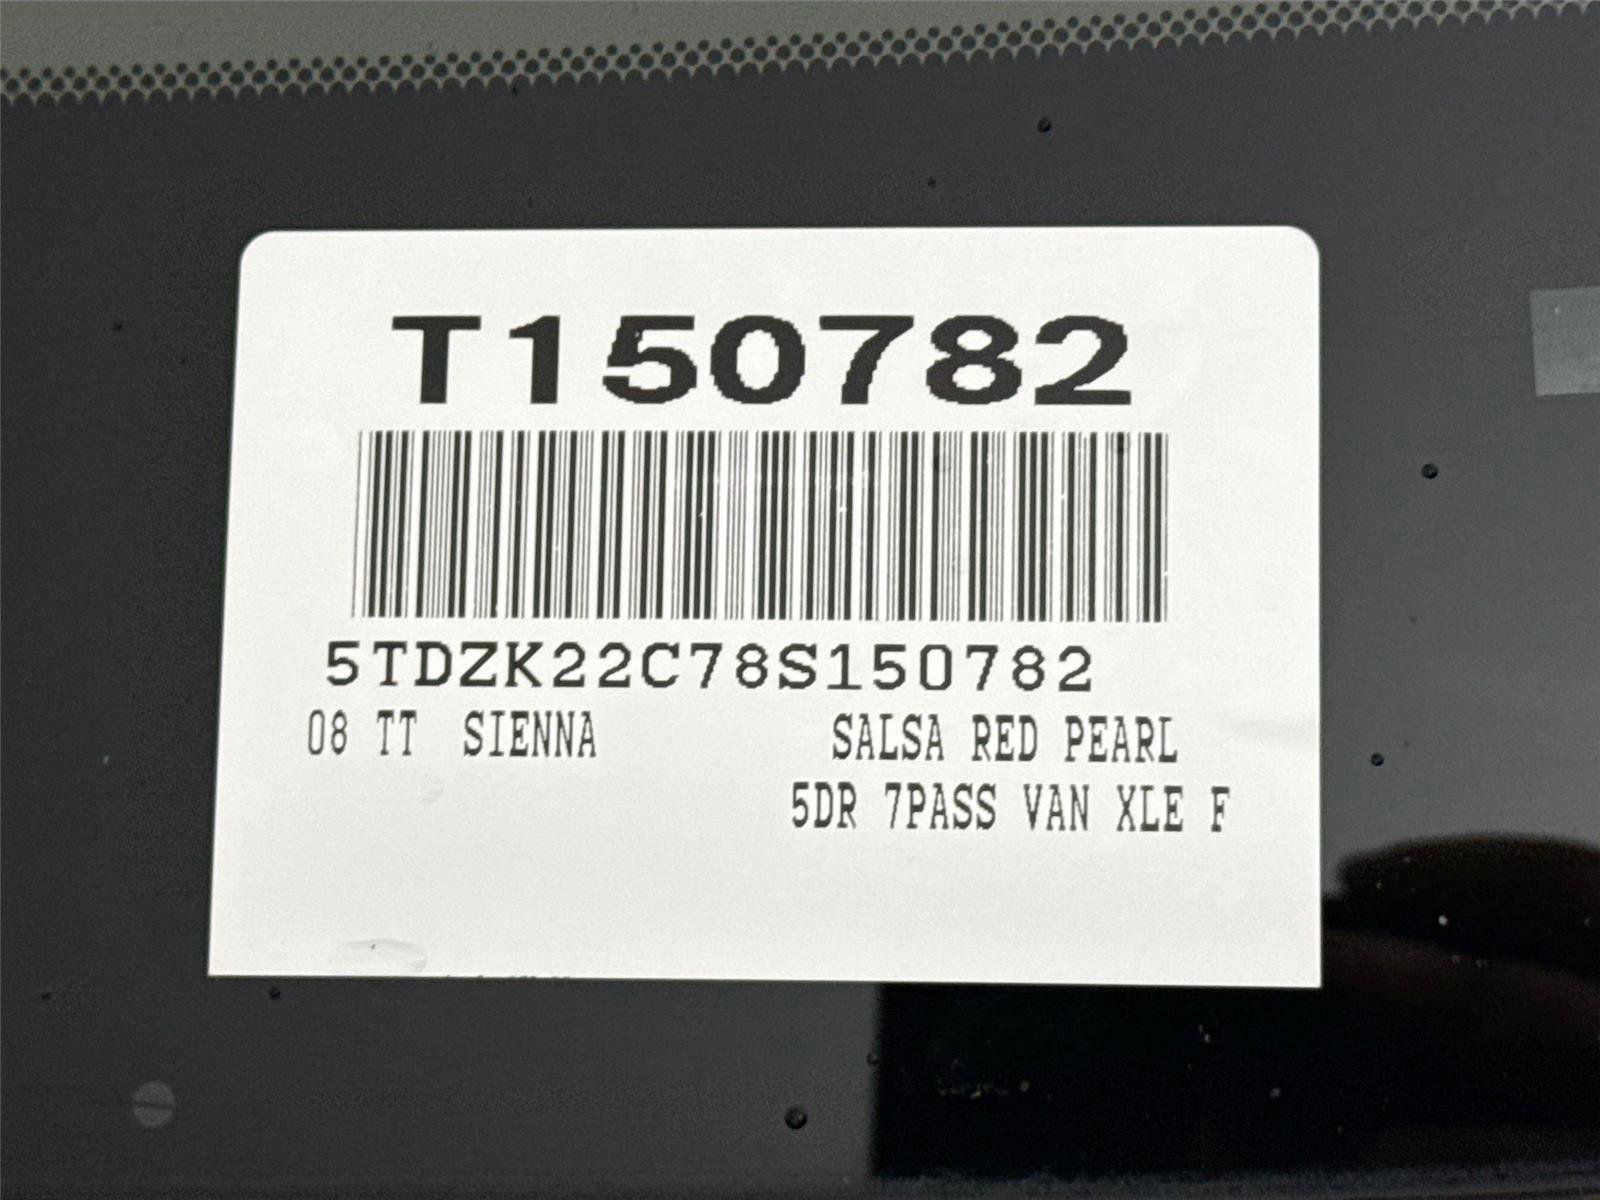 T150782
5TDZK22C78S150782
08 TT SIENNA SALSA RED PEARL
5DR 7PASS VAN XLE F